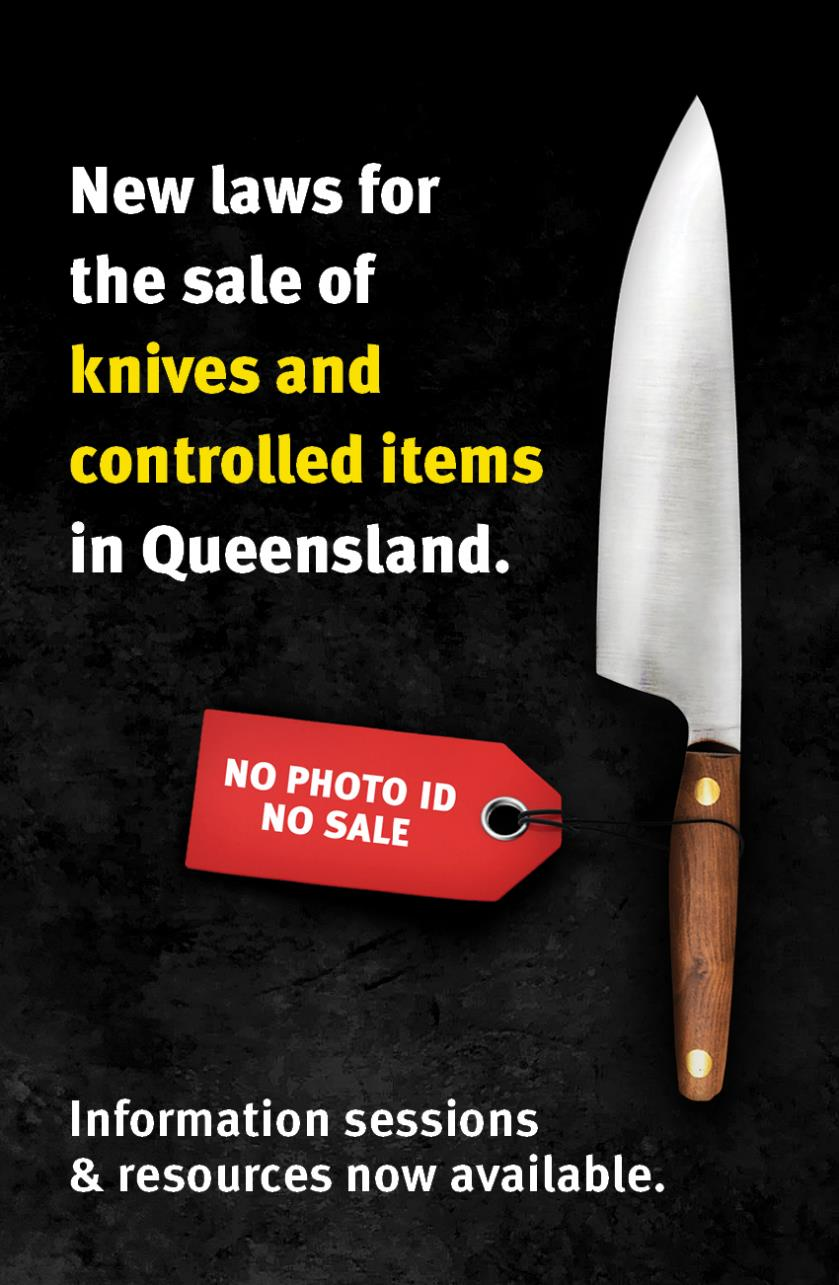 New laws for
the sale of
knives and
controlled items
in Queensland.
NO PHOTO ID
NO SALE
Information sessions
& resources now available.